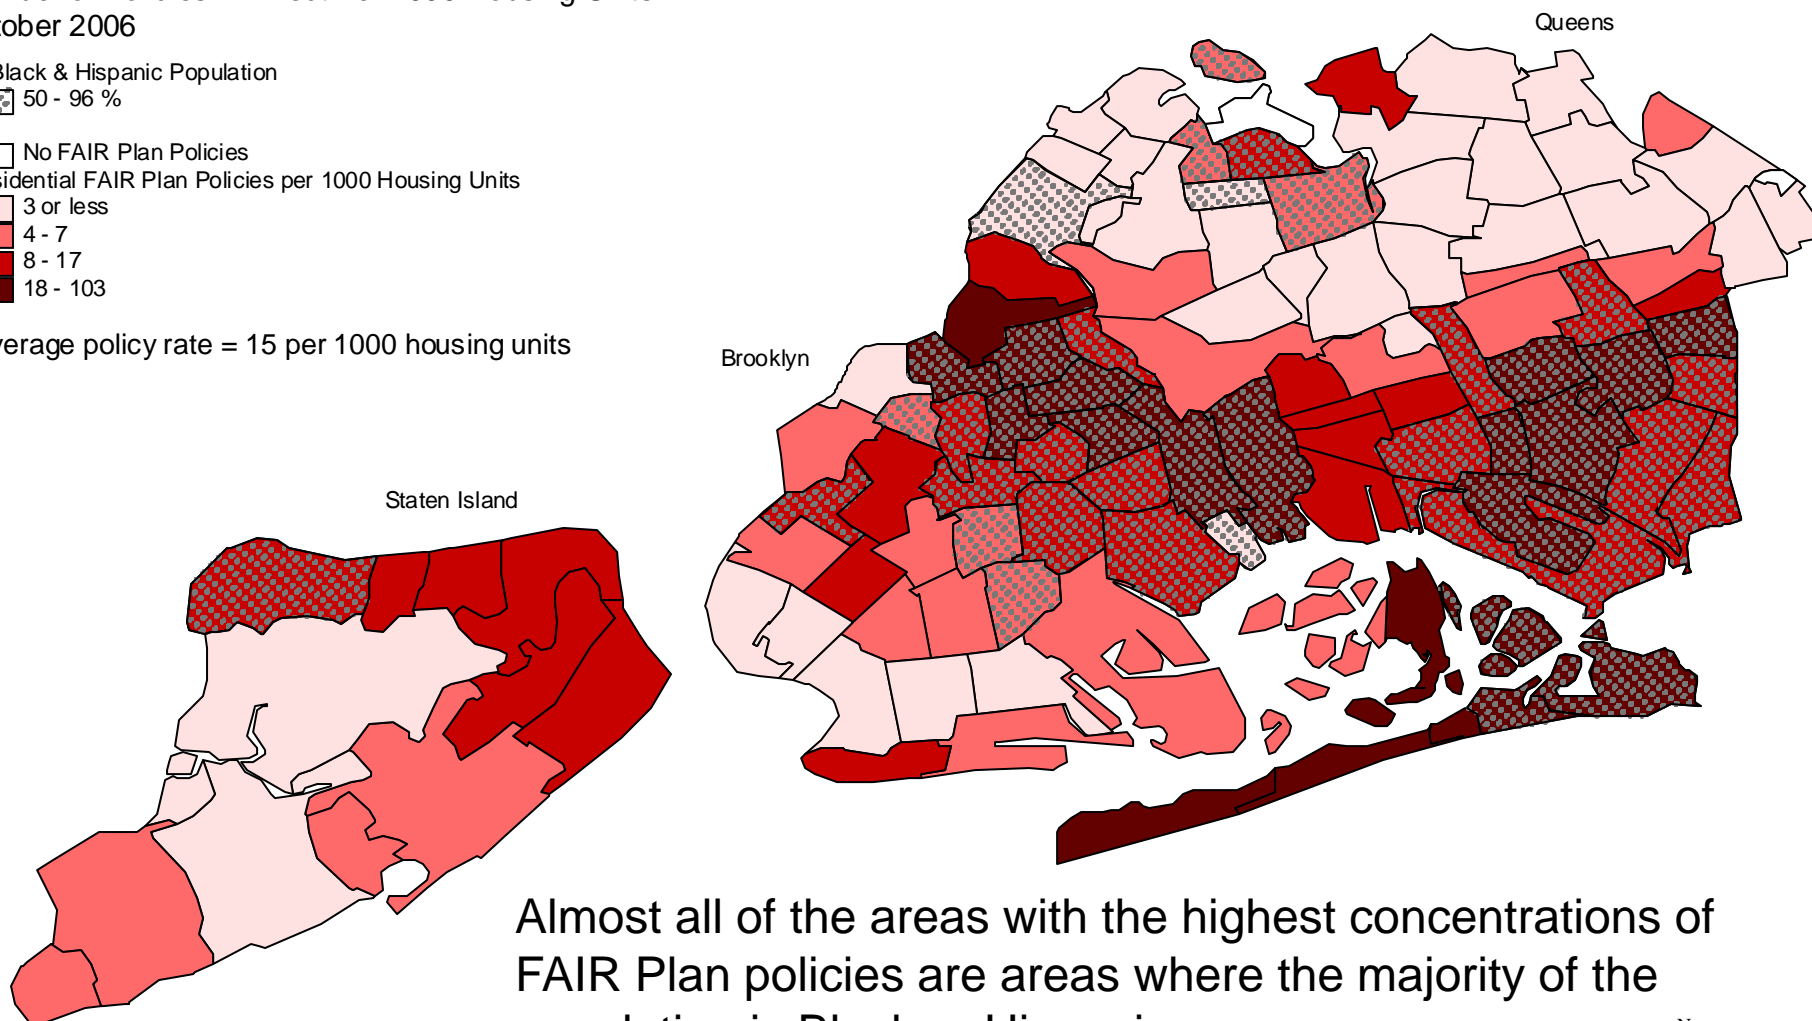 tober 2006
Black & Hispanic Population
50 - 96 %
No FAIR Plan Policies
sidential FAIR Plan Policies per 1000 Housing Units
3 or less
4 - 7
8 - 17
18 - 103
verage policy rate = 15 per 1000 housing units
Queens
Brooklyn
Staten Island
Almost all of the areas with the highest concentrations of
FAIR Plan policies are areas where the majority of the